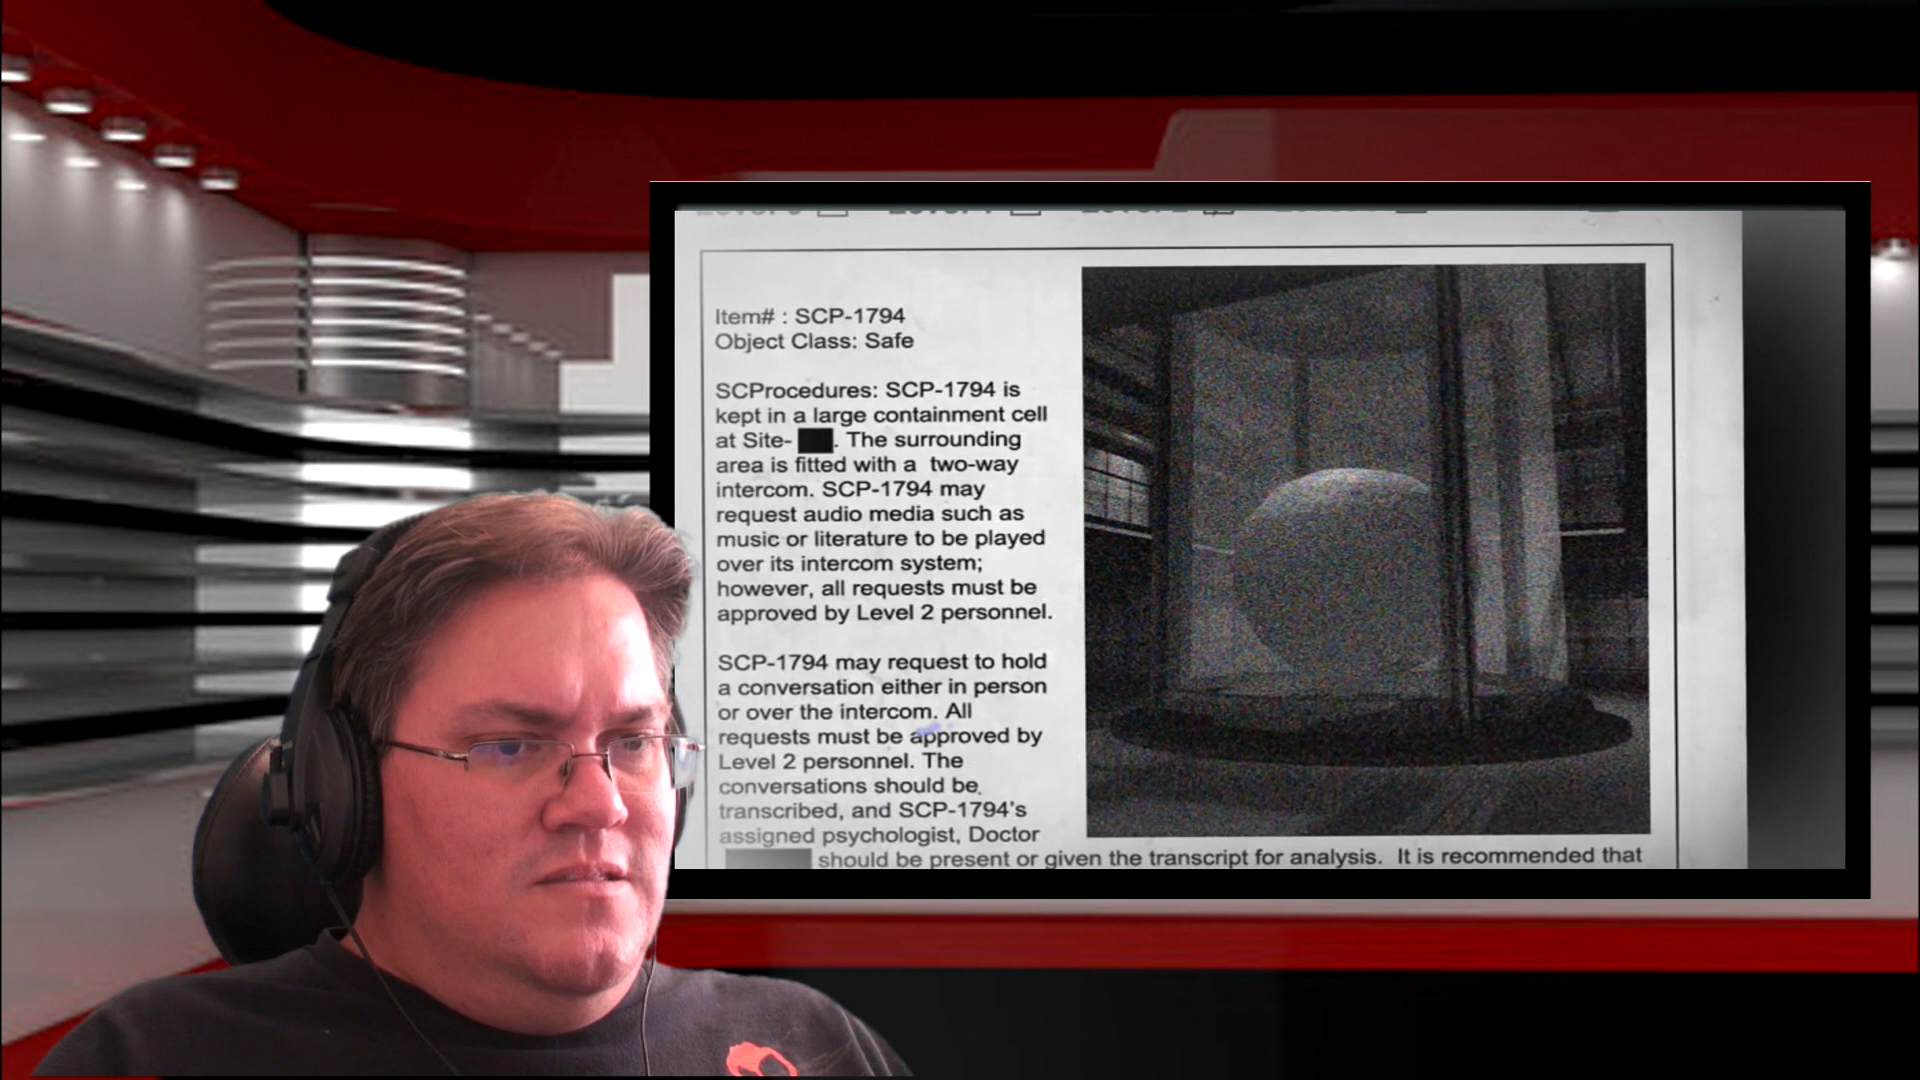 Item# : SCP-1794
Object Class: Safe
SCProcedures: SCP-1794 is
kept in a large containment cell
at Site- . The surrounding
area is fitted with a two-way
intercom. SCP-1794 may
request audio media such as
music or literature to be played
over its intercom system;
however, all requests must be
approved by Level 2 personnel.
SCP-1794 may request to hold
a conversation either in person
or over the intercom. All
requests must be approved by
Level 2 personnel. The
conversations should be
transcribed, and SCP-1794's
assigned psychologist, Doctor
should be present or given the transcript for analysis. It is recommended that